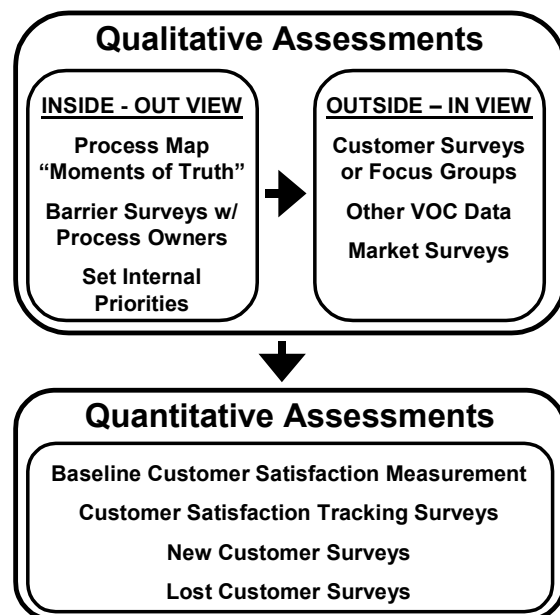 Qualitative Assessments
INSIDE - OUT VIEW
Process Map
“Moments of Truth”
Barrier Surveys w/
Process Owners
Set Internal
Priorities
OUTSIDE – IN VIEW
Customer Surveys
or Focus Groups
Other VOC Data
Market Surveys
Quantitative Assessments
Baseline Customer Satisfaction Measurement
Customer Satisfaction Tracking Surveys
New Customer Surveys
Lost Customer Surveys